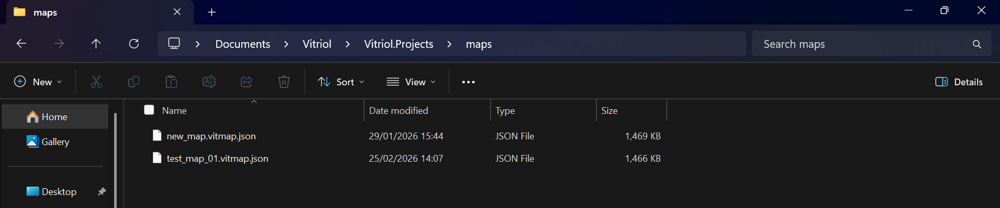 maps
Documents > Vitriol > Vitriol.Projects > maps
Search maps
New
Sort
View
Details
Home
Gallery
Desktop
Name Date modified Type Size
new_map.vitmap.json 29/01/2026 15:44 JSON File 1,469 KB
test_map_01.vitmap.json 25/02/2026 14:07 JSON File 1,466 KB